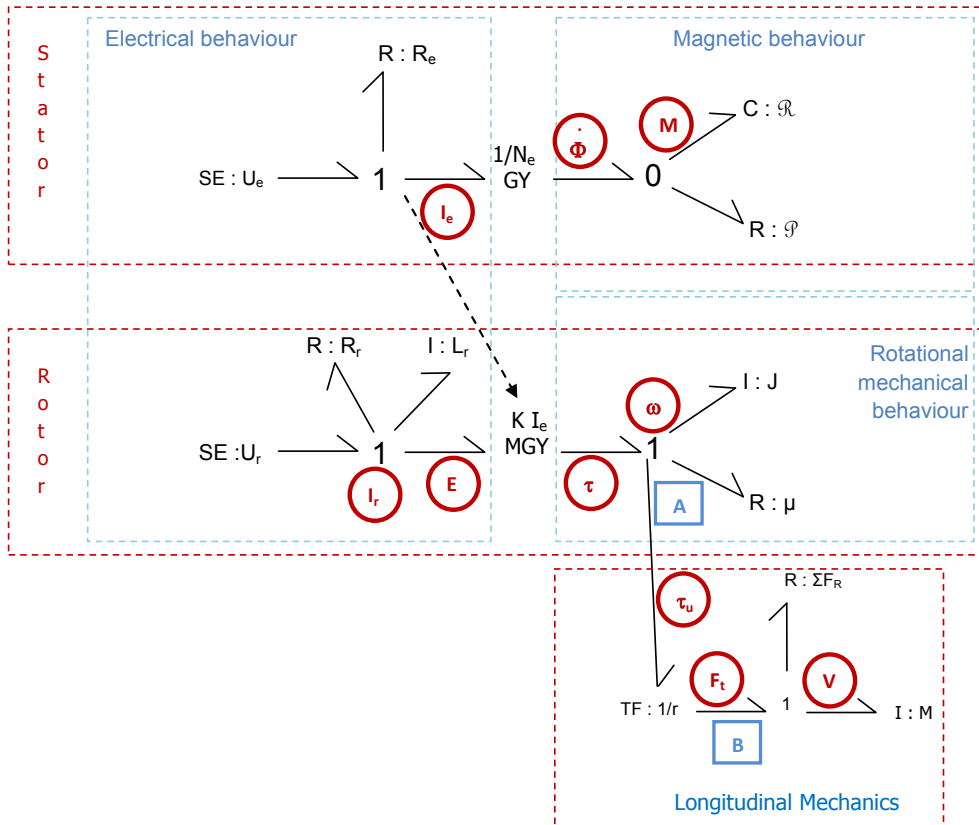 Electrical behaviour
Magnetic behaviour
S
t
a
t
o
r
R : Rₑ
C : ℛ
M
Φ̇
1/Nₑ
GY
SE : Uₑ
1
0
Iₑ
R : 𝒫
R
o
t
o
r
R : Rᵣ
I : Lᵣ
Rotational
mechanical
behaviour
I : J
ω
K Iₑ
MGY
SE :Uᵣ
1
1
E
τ
Iᵣ
A
R : µ
R : ΣF_R
τᵤ
Fₜ
V
TF : 1/r
1
I : M
B
Longitudinal Mechanics